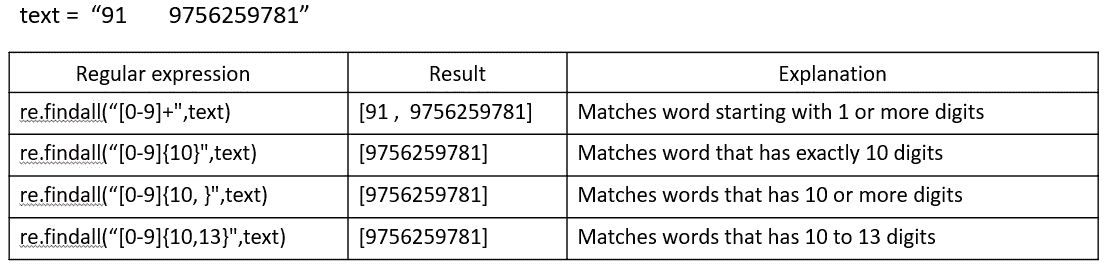 text = “91 9756259781”
Regular expression Result Explanation
re.findall(“[0-9]+",text) [91 , 9756259781] Matches word starting with 1 or more digits
re.findall(“[0-9]{10}",text) [9756259781] Matches word that has exactly 10 digits
re.findall(“[0-9]{10, }",text) [9756259781] Matches words that has 10 or more digits
re.findall(“[0-9]{10,13}",text) [9756259781] Matches words that has 10 to 13 digits